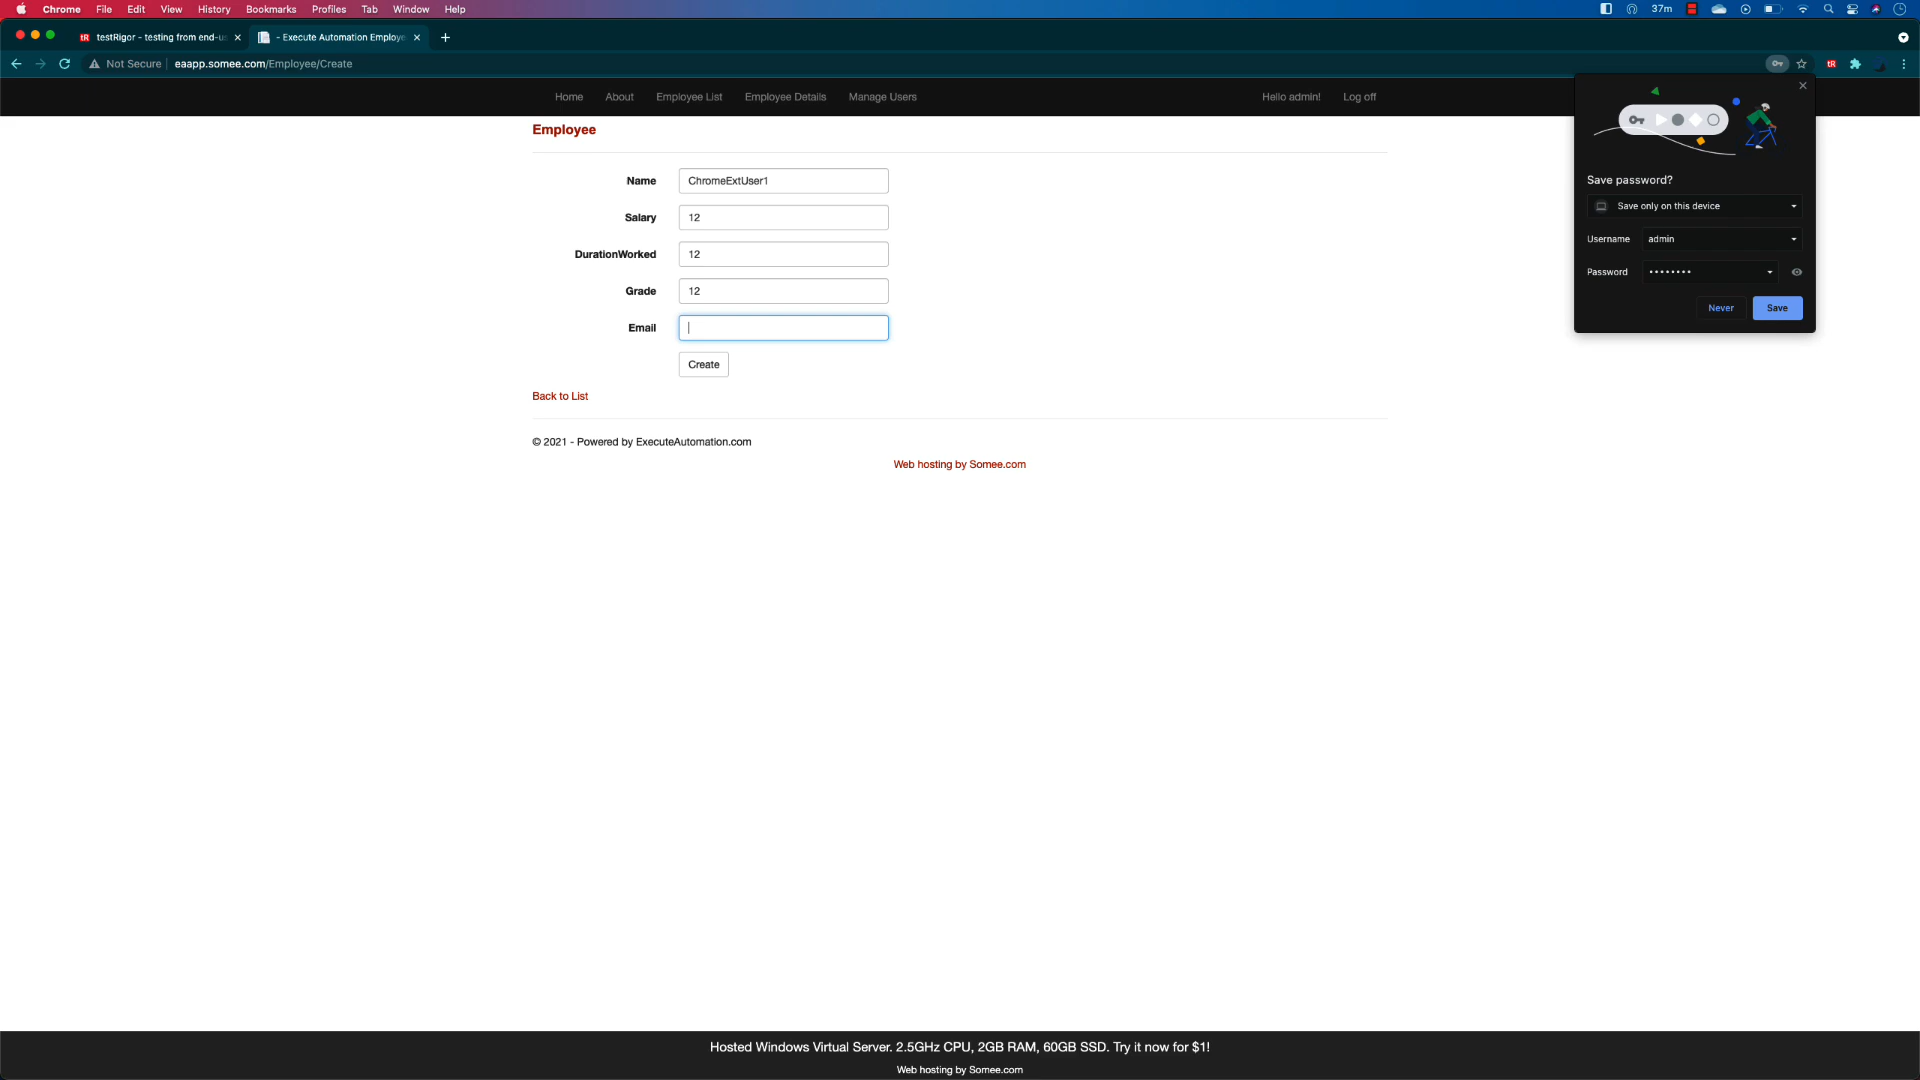 Chrome File Edit View History Bookmarks Profiles Tab Window Help 37m
tR testRigor - testing from end-u
- Execute Automation Employe
Not Secure eaapp.somee.com/Employee/Create tR
Home About Employee List Employee Details Manage Users Hello admin! Log off
Employee
Name ChromeExtUser1
Salary 12
DurationWorked 12
Grade 12
Email
Create
Back to List
© 2021 - Powered by ExecuteAutomation.com
Web hosting by Somee.com
Save password?
Save only on this device
Username admin
Password ••••••••
Never Save
Hosted Windows Virtual Server. 2.5GHz CPU, 2GB RAM, 60GB SSD. Try it now for $1!
Web hosting by Somee.com